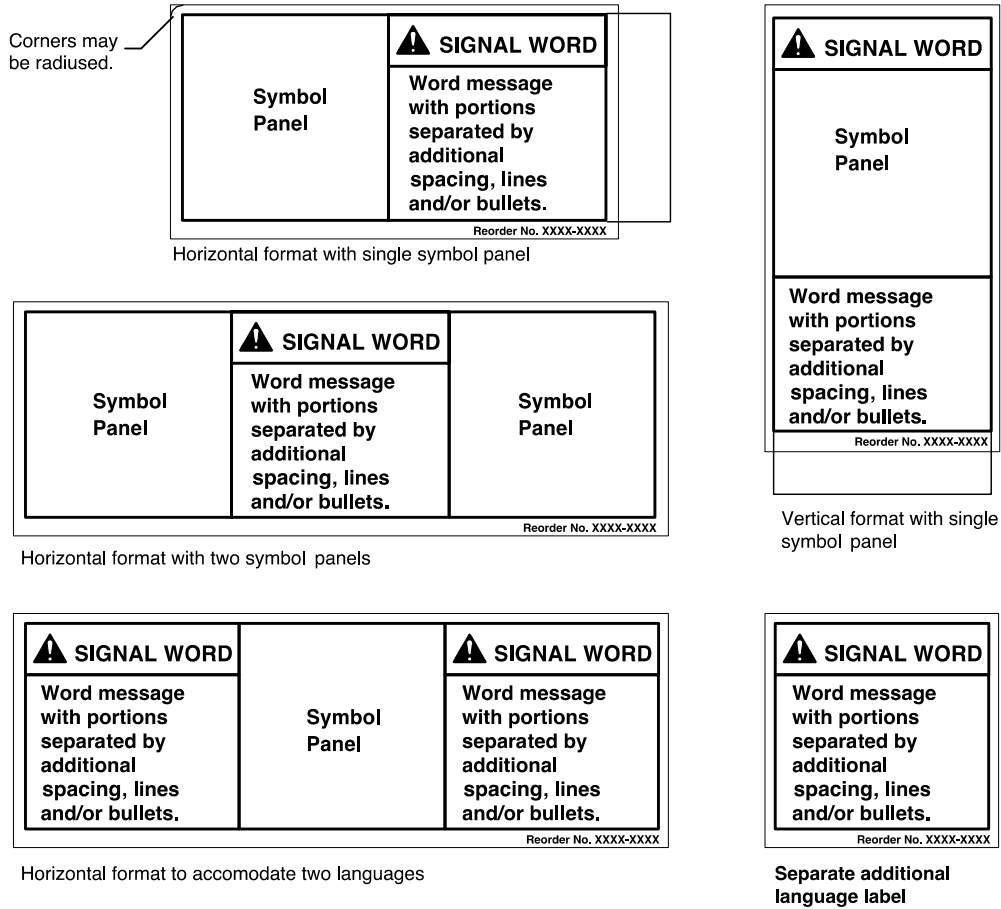 Corners may
be radiused.
Symbol
Panel
SIGNAL WORD
Word message
with portions
separated by
additional
spacing, lines
and/or bullets.
Reorder No. XXXX-XXXX
Horizontal format with single symbol panel
SIGNAL WORD
Symbol
Panel
Word message
with portions
separated by
additional
spacing, lines
and/or bullets.
Reorder No. XXXX-XXXX
Vertical format with single
symbol panel
Symbol
Panel
SIGNAL WORD
Word message
with portions
separated by
additional
spacing, lines
and/or bullets.
Symbol
Panel
Reorder No. XXXX-XXXX
Horizontal format with two symbol panels
SIGNAL WORD
Word message
with portions
separated by
additional
spacing, lines
and/or bullets.
Symbol
Panel
SIGNAL WORD
Word message
with portions
separated by
additional
spacing, lines
and/or bullets.
Reorder No. XXXX-XXXX
Horizontal format to accomodate two languages
SIGNAL WORD
Word message
with portions
separated by
additional
spacing, lines
and/or bullets.
Reorder No. XXXX-XXXX
Separate additional
language label